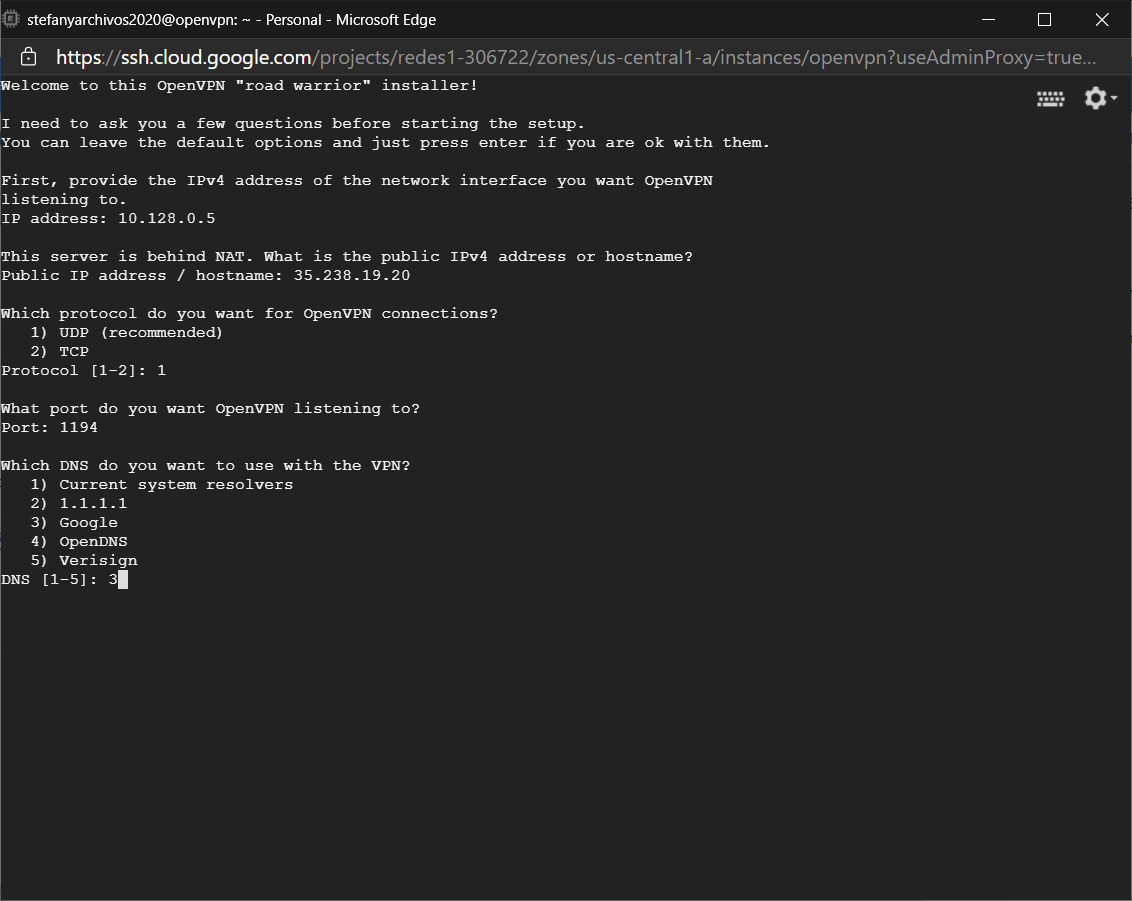 stefanyarchivos2020@openvpn: ~ - Personal - Microsoft Edge
https://ssh.cloud.google.com/projects/redes1-306722/zones/us-central1-a/instances/openvpn?useAdminProxy=true...
Welcome to this OpenVPN "road warrior" installer!
I need to ask you a few questions before starting the setup.
You can leave the default options and just press enter if you are ok with them.
First, provide the IPv4 address of the network interface you want OpenVPN
listening to.
IP address: 10.128.0.5
This server is behind NAT. What is the public IPv4 address or hostname?
Public IP address / hostname: 35.238.19.20
Which protocol do you want for OpenVPN connections?
1) UDP (recommended)
2) TCP
Protocol [1-2]: 1
What port do you want OpenVPN listening to?
Port: 1194
Which DNS do you want to use with the VPN?
1) Current system resolvers
2) 1.1.1.1
3) Google
4) OpenDNS
5) Verisign
DNS [1-5]: 3